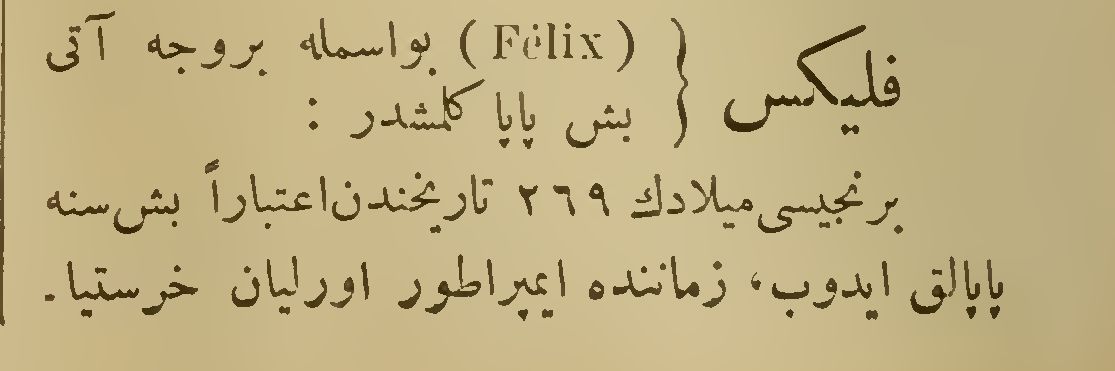 فلیکس { (Félix) بواسمله بروجه آتی
بش پاپا کلمشدر :
برنجیسی میلادك ٢٦٩ تاریخندن اعتباراً بش سنه
پاپالق ایدوب، زماننده ایمپراطور اورلیان خرستیا-